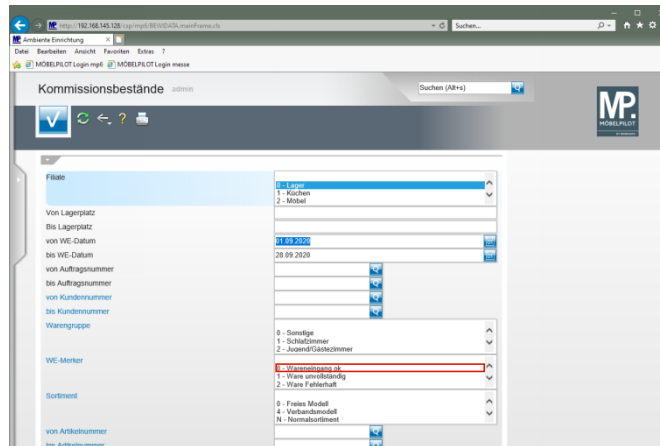 http://192.168.145.128/csp/mp6/BEWIDATA.mainFrame.cls
Suchen...
Ambiente Einrichtung
Datei Bearbeiten Ansicht Favoriten Extras ?
MÖBELPILOT Login mp6 MÖBELPILOT Login messe
Kommissionsbestände admin
Suchen (Alt+s)
MP.
MÖBELPILOT
Filiale
0 - Lager
1 - Küchen
2 - Möbel
Von Lagerplatz
Bis Lagerplatz
von WE-Datum 01.09.2020
bis WE-Datum 28.09.2020
von Auftragsnummer
bis Auftragsnummer
von Kundennummer
bis Kundennummer
Warengruppe
0 - Sonstige
1 - Schlafzimmer
2 - Jugend/Gästezimmer
WE-Merker
0 - Wareneingang ok
1 - Ware unvollständig
2 - Ware Fehlerhaft
Sortiment
0 - Freies Modell
4 - Verbandsmodell
N - Normalsortiment
von Artikelnummer
bis Artikelnummer